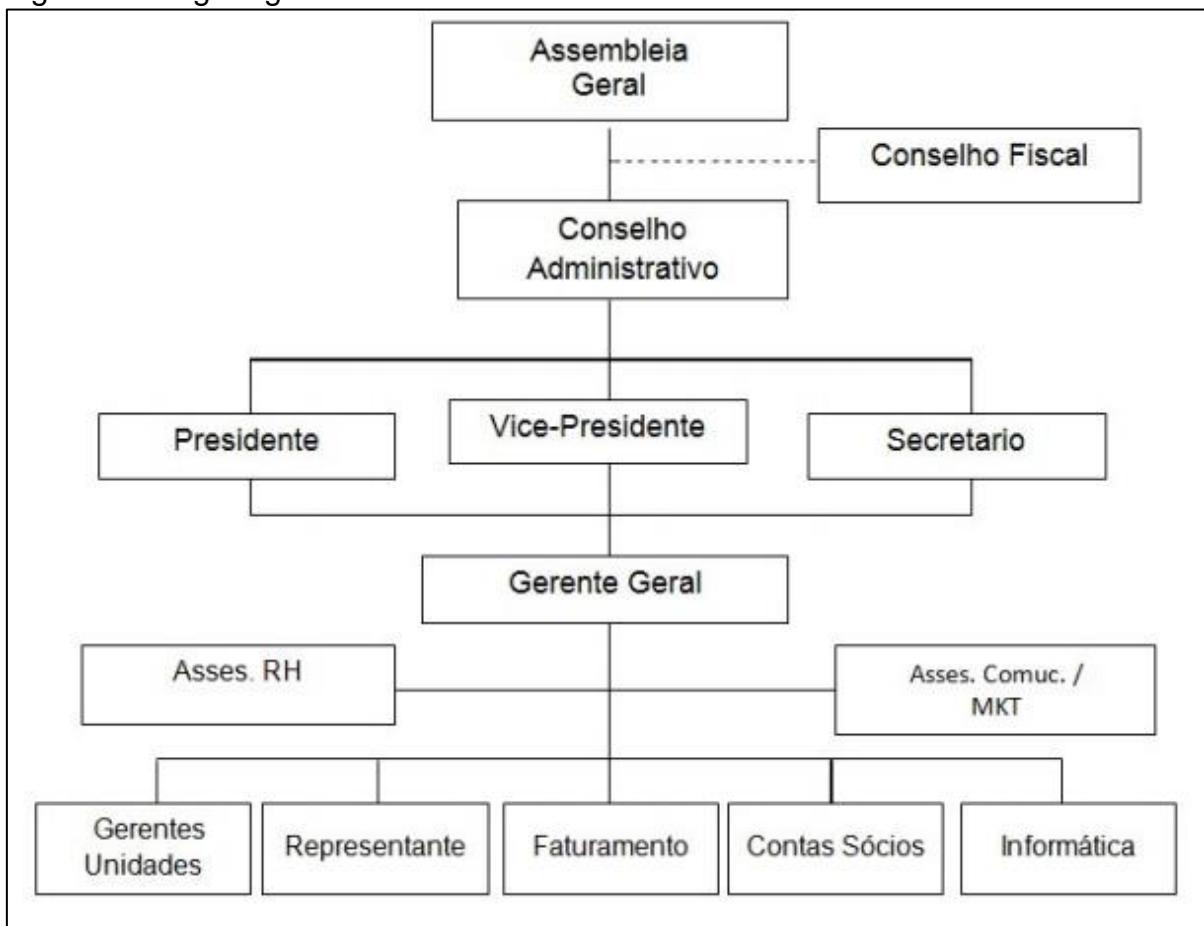 Assembleia
Geral
Conselho Fiscal
Conselho
Administrativo
Presidente
Vice-Presidente
Secretario
Gerente Geral
Asses. RH
Asses. Comuc. /
MKT
Gerentes
Unidades
Representante
Faturamento
Contas Sócios
Informática